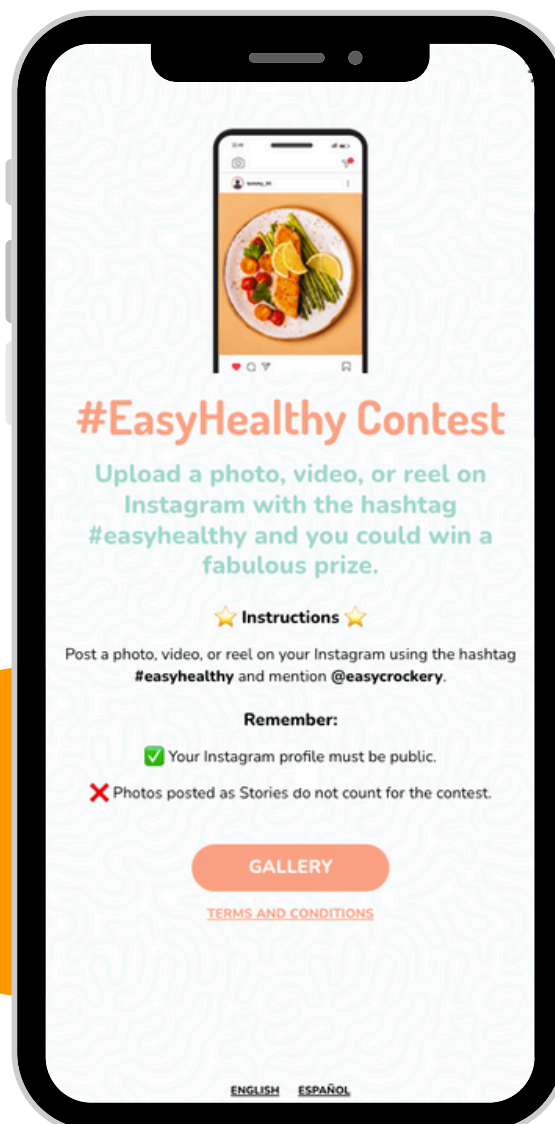 #EasyHealthy Contest
Upload a photo, video, or reel on
Instagram with the hashtag
#easyhealthy and you could win a
fabulous prize.
⭐ Instructions ⭐
Post a photo, video, or reel on your Instagram using the hashtag
#easyhealthy and mention @easycrockery.
Remember:
✅ Your Instagram profile must be public.
❌ Photos posted as Stories do not count for the contest.
GALLERY
TERMS AND CONDITIONS
ENGLISH ESPAÑOL